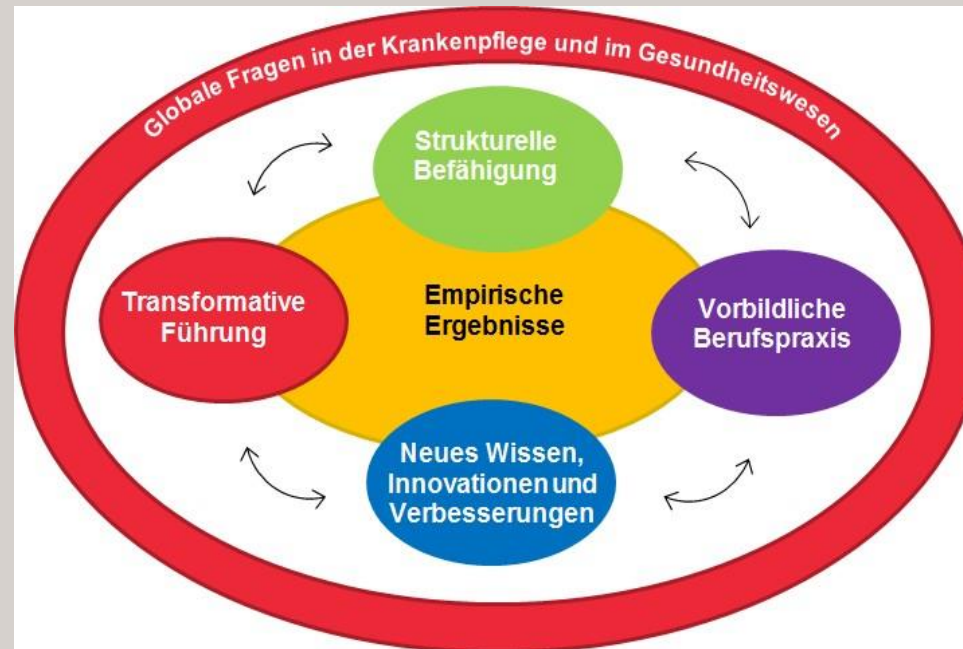 Globale Fragen in der Krankenpflege und im Gesundheitswesen
Strukturelle
Befähigung
Transformative
Führung
Empirische
Ergebnisse
Vorbildliche
Berufspraxis
Neues Wissen,
Innovationen und
Verbesserungen